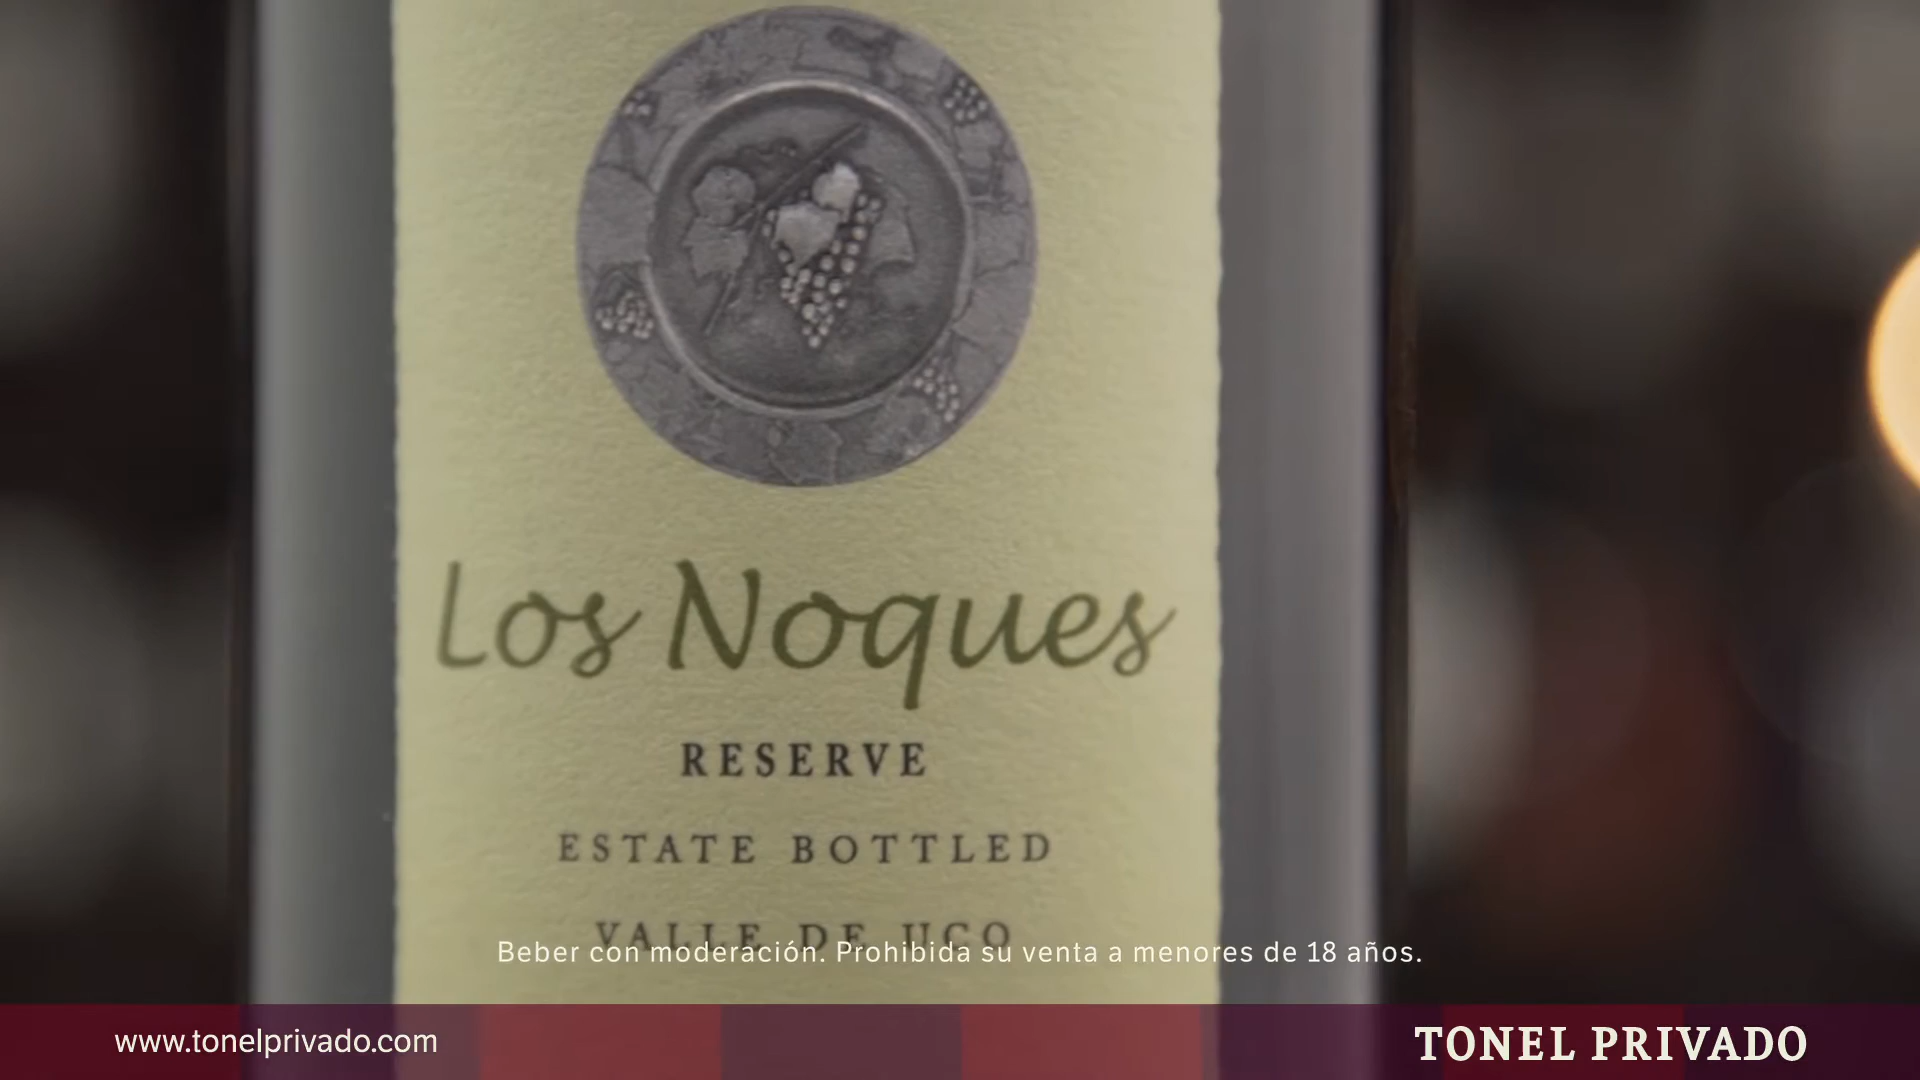 Los Noques
RESERVE
ESTATE BOTTLED
VALLE DE UCO
Beber con moderación. Prohibida su venta a menores de 18 años.
www.tonelprivado.com
TONEL PRIVADO